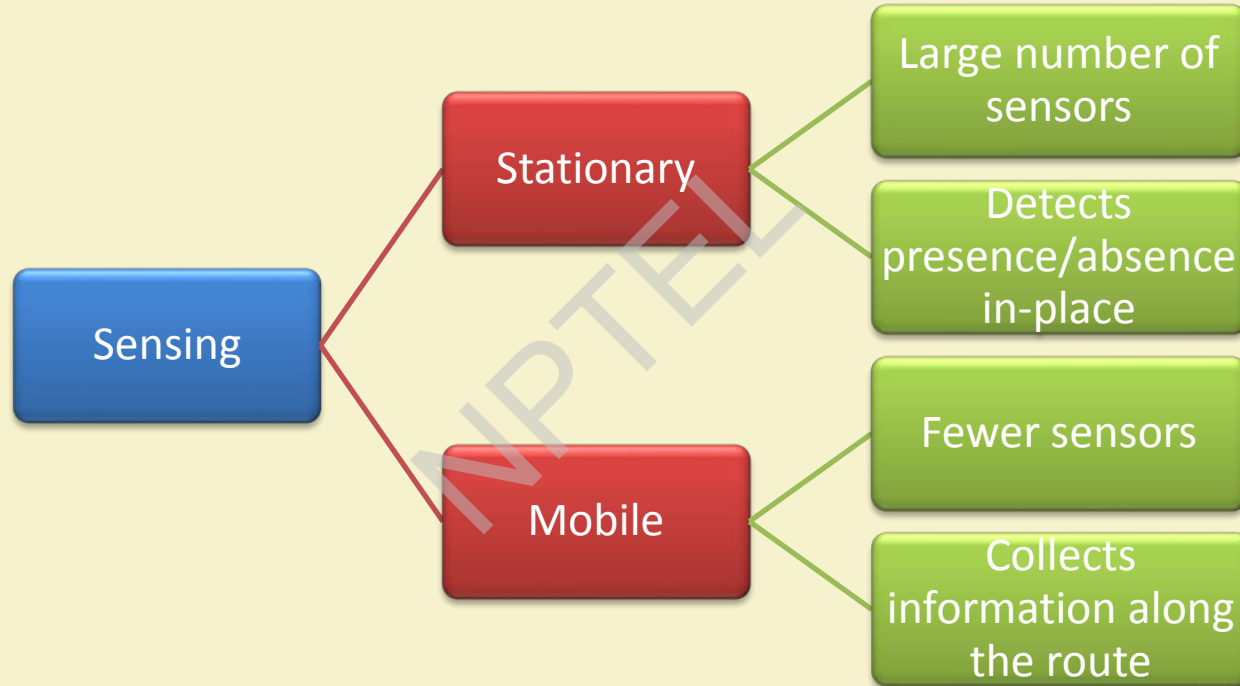 Sensing
Stationary
Large number of
sensors
Detects
presence/absence
in-place
Mobile
Fewer sensors
Collects
information along
the route
NPTEL